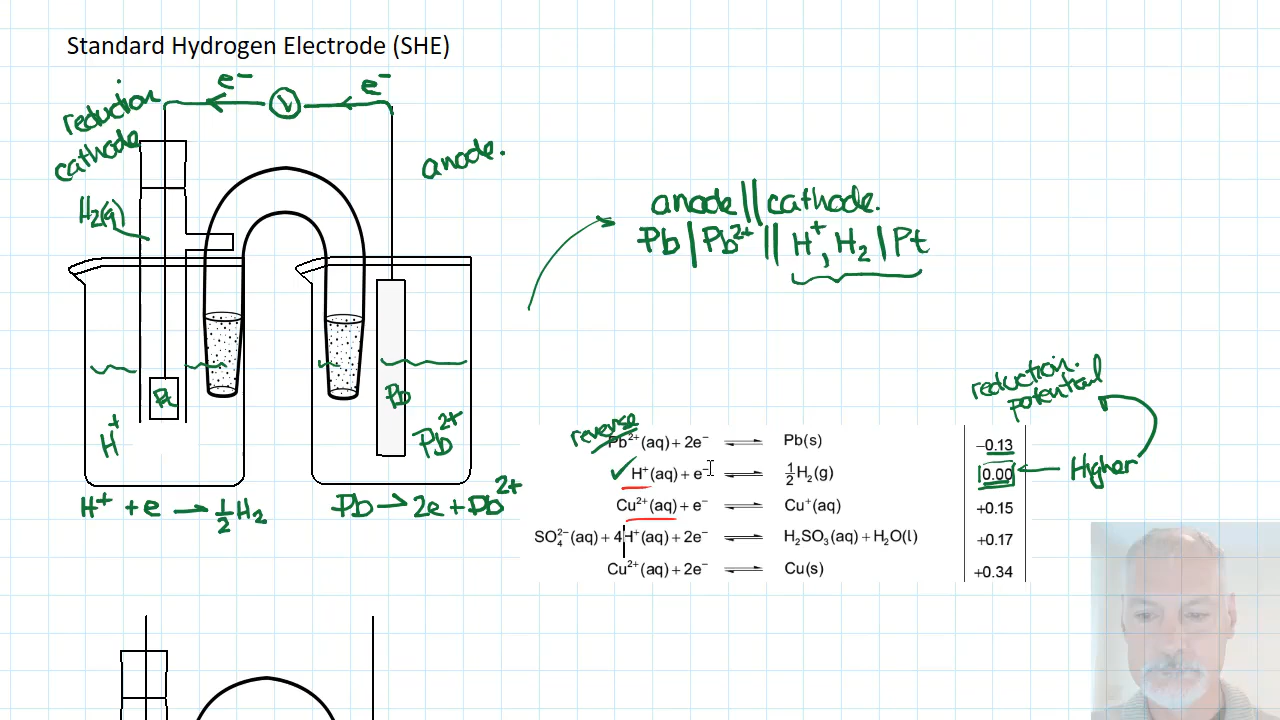 Standard Hydrogen Electrode (SHE)
e⁻
e⁻
V
reduction
cathode
anode.
H₂(g)
Pt
H⁺
Pb
Pb²⁺
H⁺ + e → ½H₂
Pb → 2e + Pb²⁺
anode || cathode.
Pb | Pb²⁺ || H⁺, H₂ | Pt
reduction
potential
Higher
reverse
Pb²⁺(aq) + 2e⁻ ⇌ Pb(s) −0.13
✓ H⁺(aq) + e⁻ ⇌ ½H₂(g) 0.00
Cu²⁺(aq) + e⁻ ⇌ Cu⁺(aq) +0.15
SO₄²⁻(aq) + 4H⁺(aq) + 2e⁻ ⇌ H₂SO₃(aq) + H₂O(l) +0.17
Cu²⁺(aq) + 2e⁻ ⇌ Cu(s) +0.34